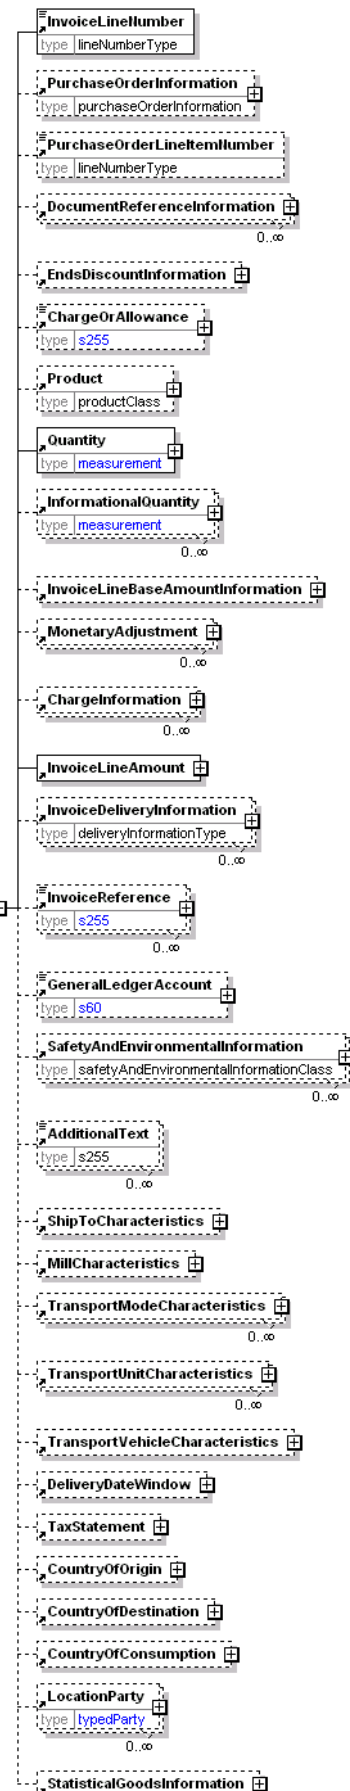 InvoiceLineNumber
type lineNumberType
PurchaseOrderInformation
type purchaseOrderInformation
PurchaseOrderLineItemNumber
type lineNumberType
DocumentReferenceInformation
0..∞
EndsDiscountInformation
ChargeOrAllowance
type s255
Product
type productClass
Quantity
type measurement
InformationalQuantity
type measurement
0..∞
InvoiceLineBaseAmountInformation
MonetaryAdjustment
0..∞
ChargeInformation
0..∞
InvoiceLineAmount
InvoiceDeliveryInformation
type deliveryInformationType
0..∞
InvoiceReference
type s255
0..∞
GeneralLedgerAccount
type s60
SafetyAndEnvironmentalInformation
type safetyAndEnvironmentalInformationClass
0..∞
AdditionalText
type s255
0..∞
ShipToCharacteristics
MillCharacteristics
TransportModeCharacteristics
0..∞
TransportUnitCharacteristics
0..∞
TransportVehicleCharacteristics
DeliveryDateWindow
TaxStatement
CountryOfOrigin
CountryOfDestination
CountryOfConsumption
LocationParty
type typedParty
0..∞
StatisticalGoodsInformation